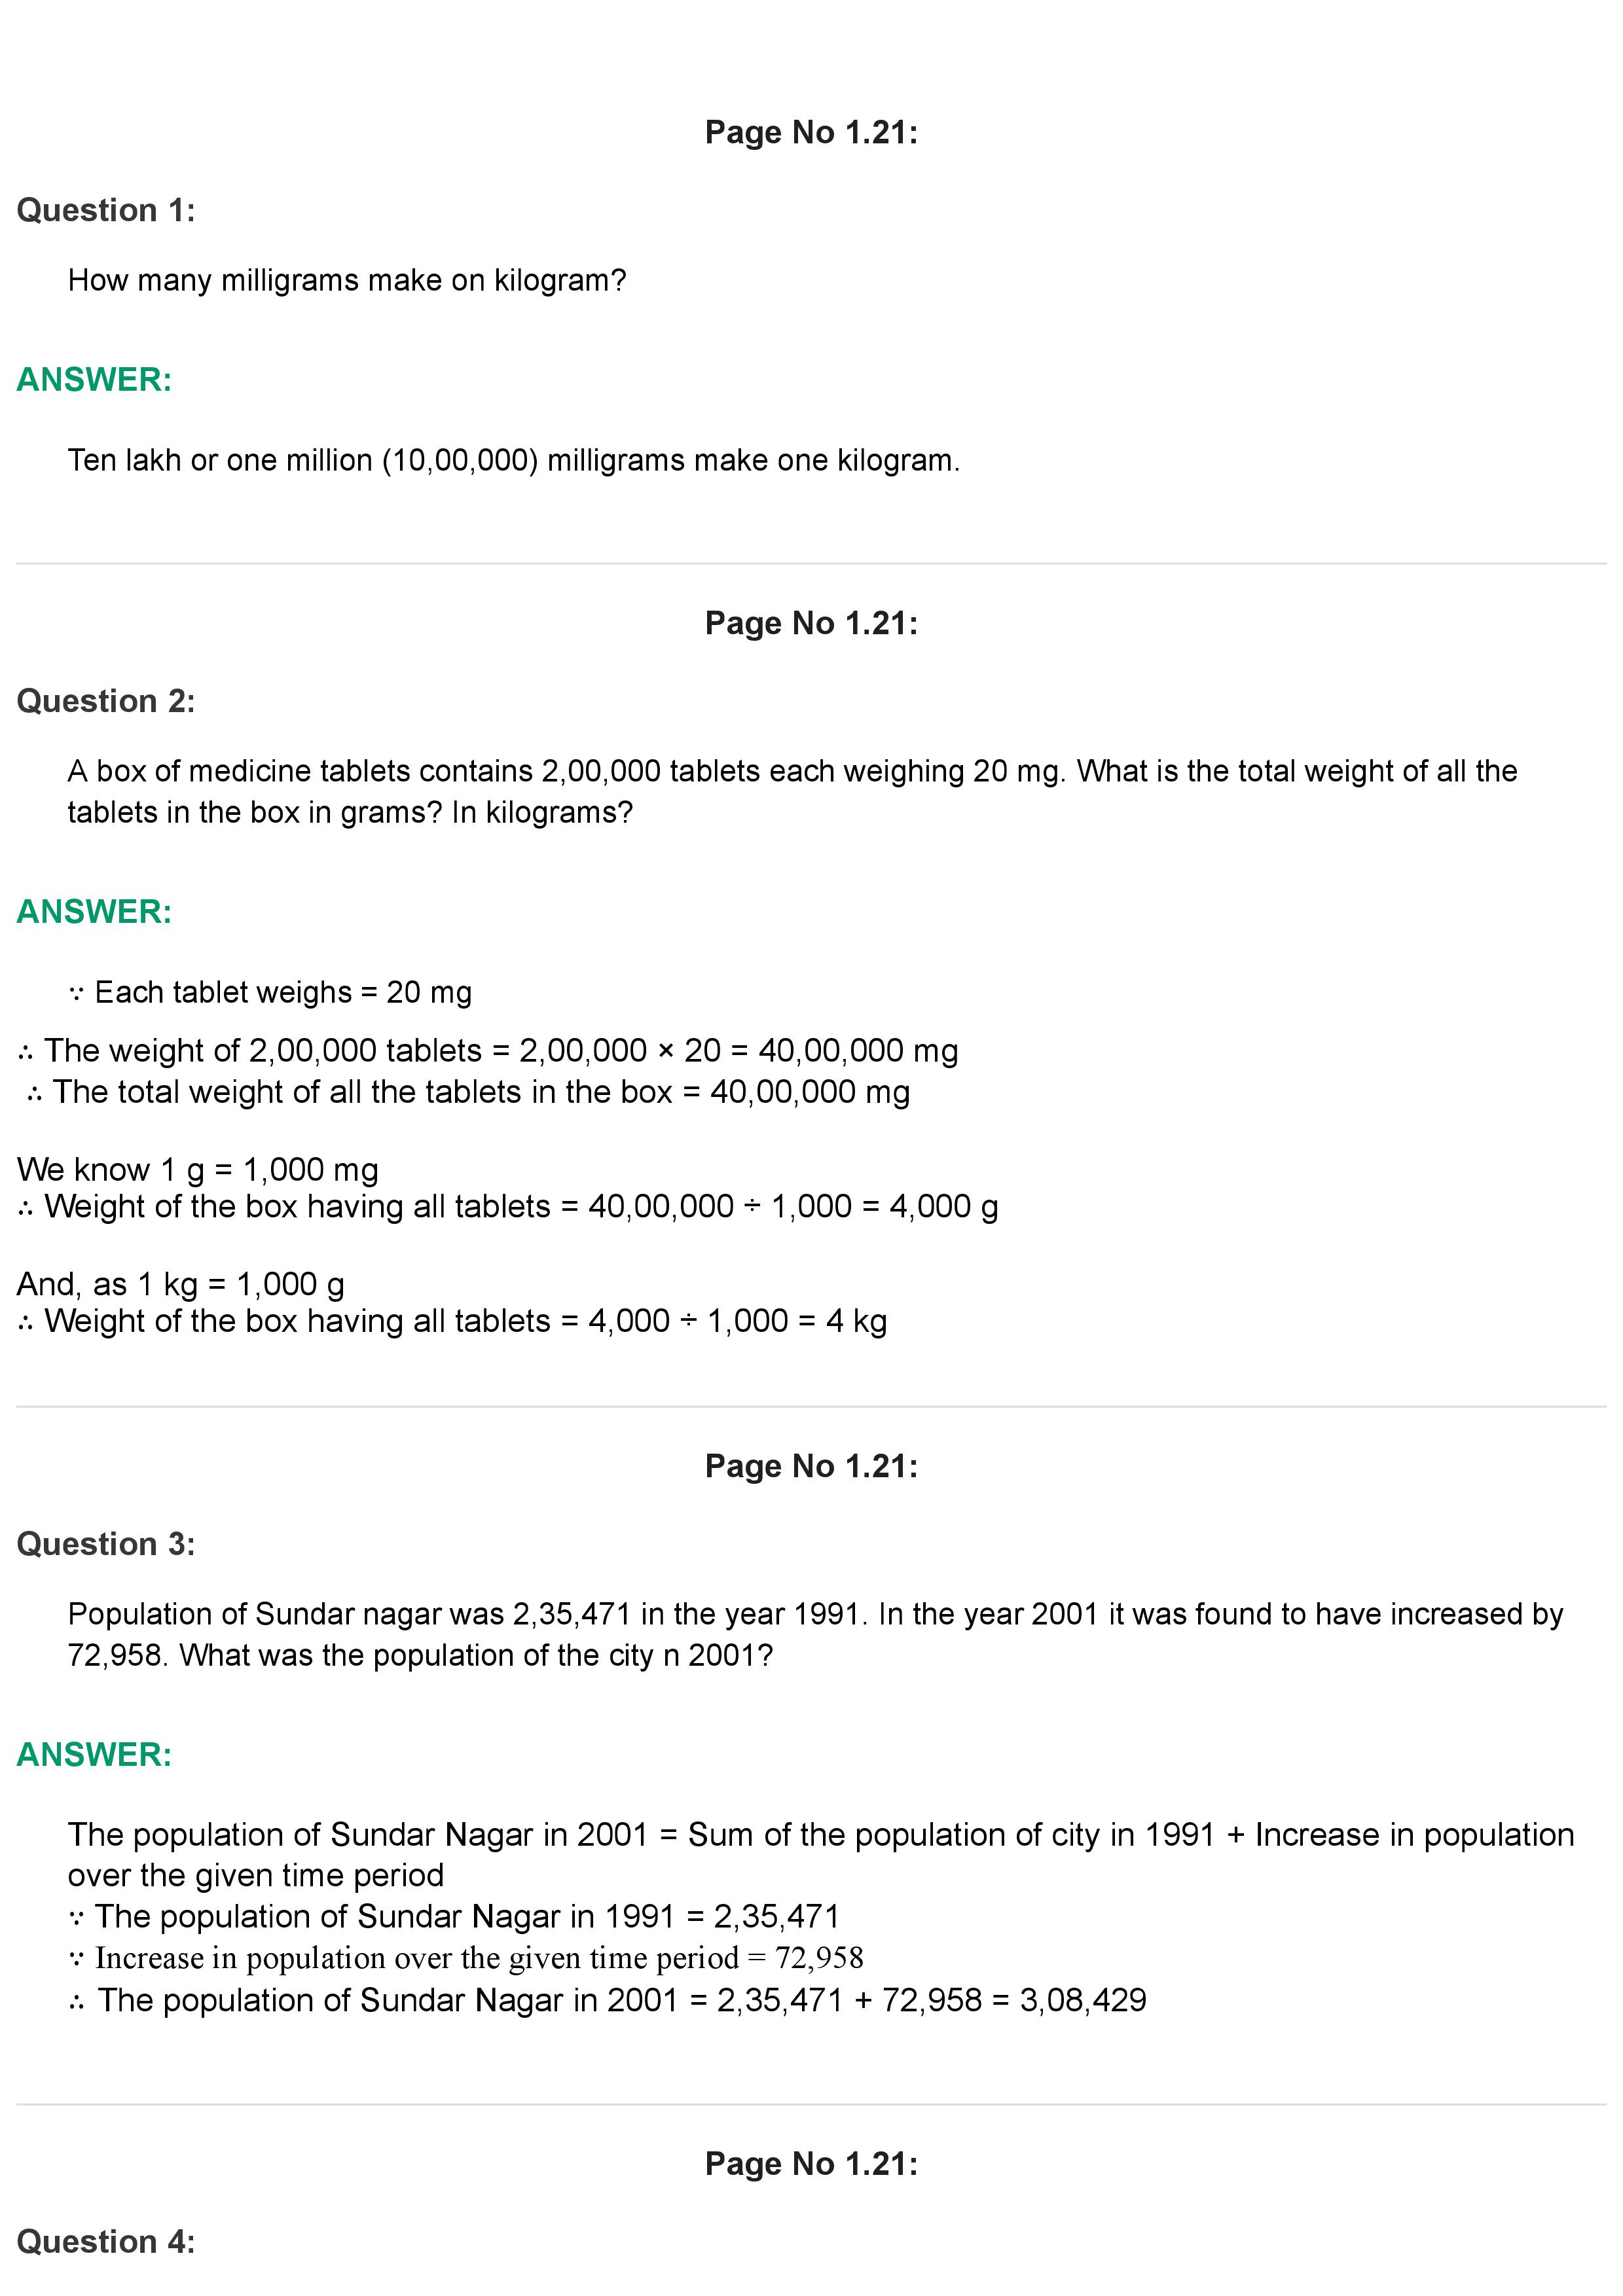 Page No 1.21:
Question 1:
How many milligrams make on kilogram?
ANSWER:
Ten lakh or one million (10,00,000) milligrams make one kilogram.
Page No 1.21:
Question 2:
A box of medicine tablets contains 2,00,000 tablets each weighing 20 mg. What is the total weight of all the
tablets in the box in grams? In kilograms?
ANSWER:
∵ Each tablet weighs = 20 mg
∴ The weight of 2,00,000 tablets = 2,00,000 × 20 = 40,00,000 mg
∴ The total weight of all the tablets in the box = 40,00,000 mg
We know 1 g = 1,000 mg
∴ Weight of the box having all tablets = 40,00,000 ÷ 1,000 = 4,000 g
And, as 1 kg = 1,000 g
∴ Weight of the box having all tablets = 4,000 ÷ 1,000 = 4 kg
Page No 1.21:
Question 3:
Population of Sundar nagar was 2,35,471 in the year 1991. In the year 2001 it was found to have increased by
72,958. What was the population of the city n 2001?
ANSWER:
The population of Sundar Nagar in 2001 = Sum of the population of city in 1991 + Increase in population
over the given time period
∵ The population of Sundar Nagar in 1991 = 2,35,471
∵ Increase in population over the given time period = 72,958
∴ The population of Sundar Nagar in 2001 = 2,35,471 + 72,958 = 3,08,429
Page No 1.21:
Question 4: